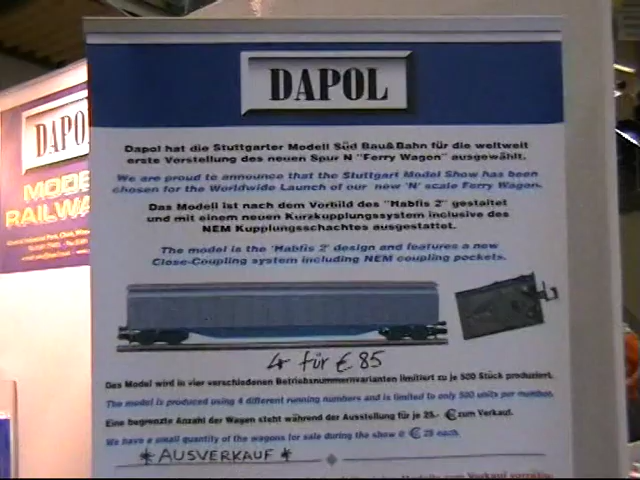 DAPOL
Dapol hat die Stuttgarter Modell Süd Bau&Bahn für die weltweit
erste Vorstellung des neuen Spur N "Ferry Wagon" ausgewählt.
We are proud to announce that the Stuttgart Model Show has been
chosen for the Worldwide Launch of our new 'N' scale Ferry Wagon.
Das Modell ist nach dem Vorbild des "Habfis 2" gestaltet
und mit einem neuen Kurzkupplungssystem inclusive des
NEM Kupplungsschachtes ausgestattet.
The model is the 'Habfis 2' design and features a new
Close-Coupling system including NEM coupling pockets.
4 für € 85
Das Model wird in vier verschiedenen Betriebsnummernvarianten limitiert zu je 500 Stück produziert.
The model is produced using 4 different running numbers and is limited to only 500 units per number.
Eine begrenzte Anzahl der Wagen steht während der Ausstellung für je 25.- € zum Verkauf.
We have a small quantity of the wagons for sale during the show @ € 25 each.
* AUSVERKAUF *
DAPO
MODE
RAILWA